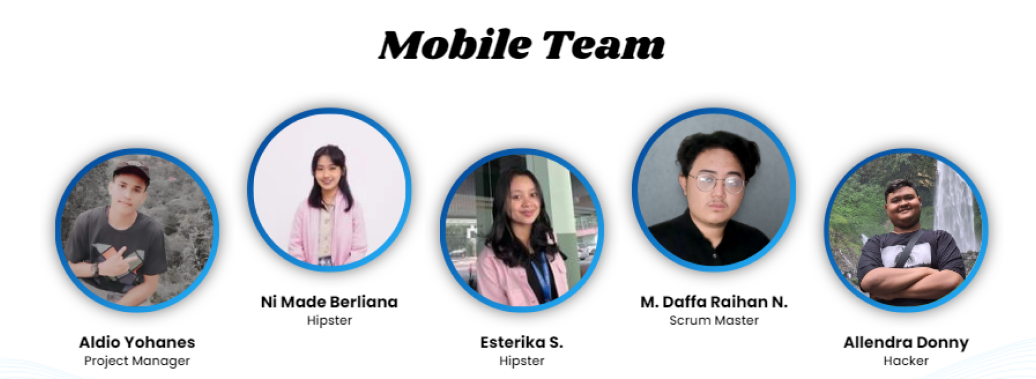 Mobile Team
Aldio Yohanes
Project Manager
Ni Made Berliana
Hipster
Esterika S.
Hipster
M. Daffa Raihan N.
Scrum Master
Allendra Donny
Hacker